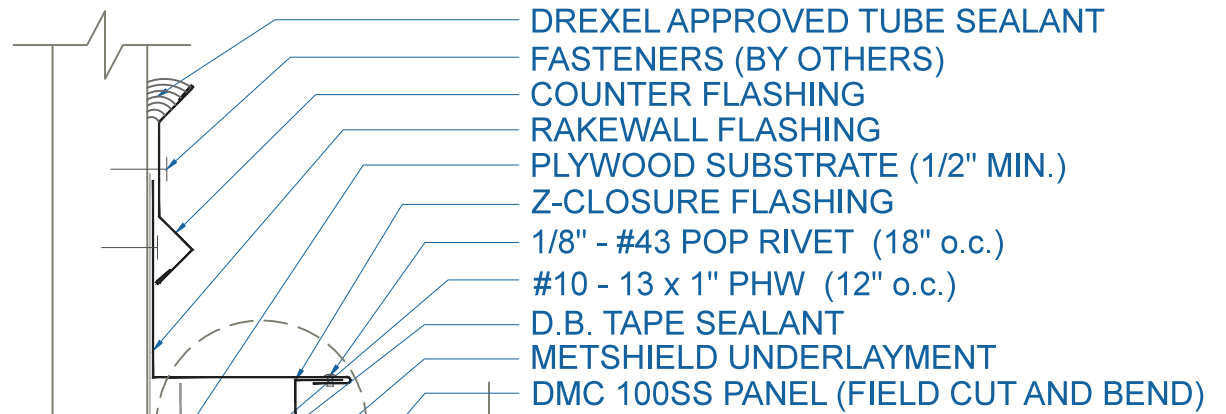 DREXEL APPROVED TUBE SEALANT
FASTENERS (BY OTHERS)
COUNTER FLASHING
RAKEWALL FLASHING
PLYWOOD SUBSTRATE (1/2" MIN.)
Z-CLOSURE FLASHING
1/8" - #43 POP RIVET (18" o.c.)
#10 - 13 x 1" PHW (12" o.c.)
D.B. TAPE SEALANT
METSHIELD UNDERLAYMENT
DMC 100SS PANEL (FIELD CUT AND BEND)